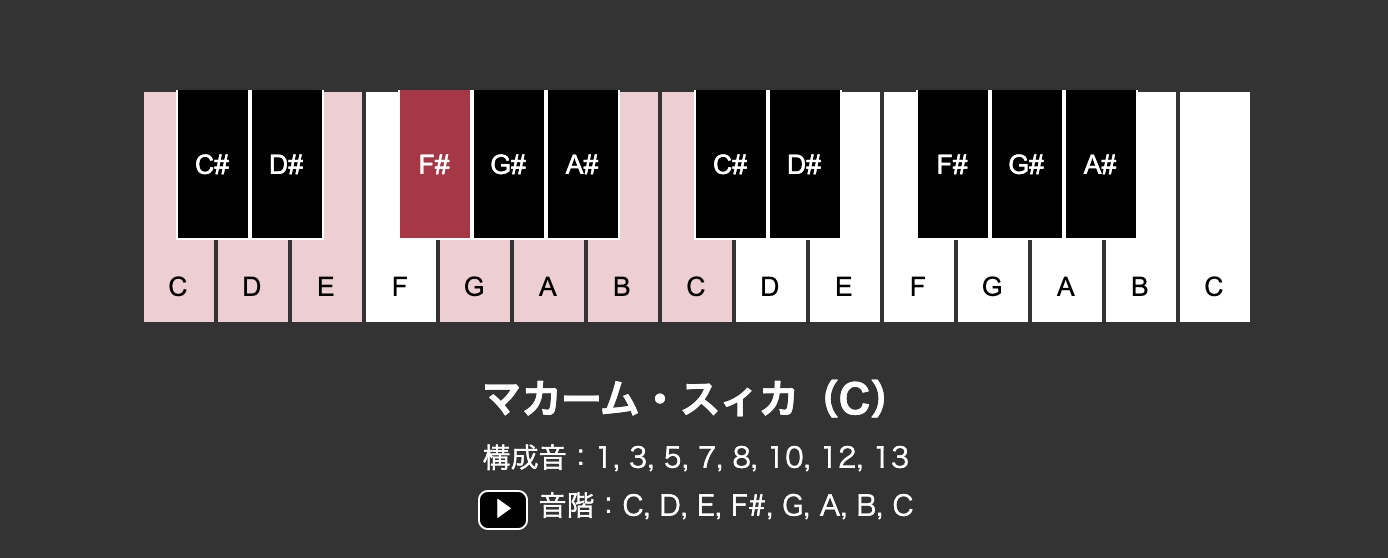 C# D# F# G# A# C# D# F# G# A#
C D E F G A B C D E F G A B C
マカーム・スィカ（C）
構成音：1, 3, 5, 7, 8, 10, 12, 13
音階：C, D, E, F#, G, A, B, C